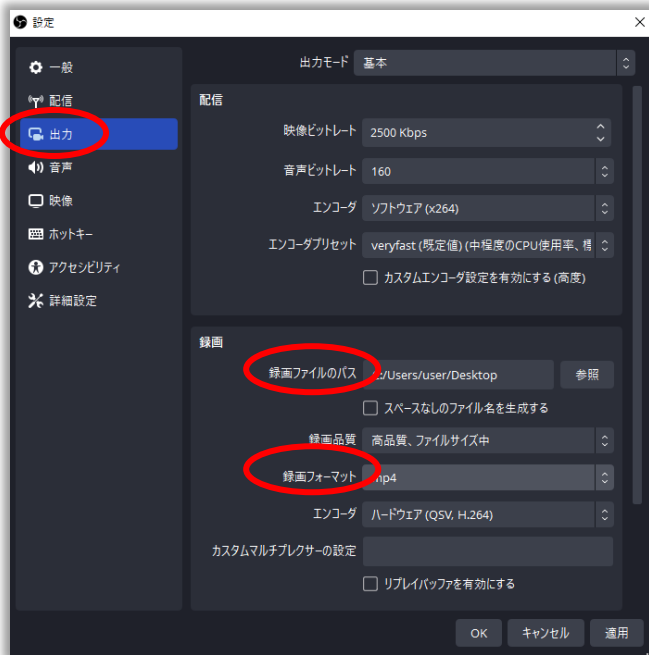 設定
一般
配信
出力
音声
映像
ホットキー
アクセシビリティ
詳細設定
出力モード 基本
配信
映像ビットレート 2500 Kbps
音声ビットレート 160
エンコーダ ソフトウェア (x264)
エンコーダプリセット veryfast (既定値) (中程度のCPU使用率、標
カスタムエンコーダ設定を有効にする (高度)
録画
録画ファイルのパス :/Users/user/Desktop 参照
スペースなしのファイル名を生成する
録画品質 高品質、ファイルサイズ中
録画フォーマット mp4
エンコーダ ハードウェア (QSV, H.264)
カスタムマルチプレクサーの設定
リプレイバッファを有効にする
OK キャンセル 適用